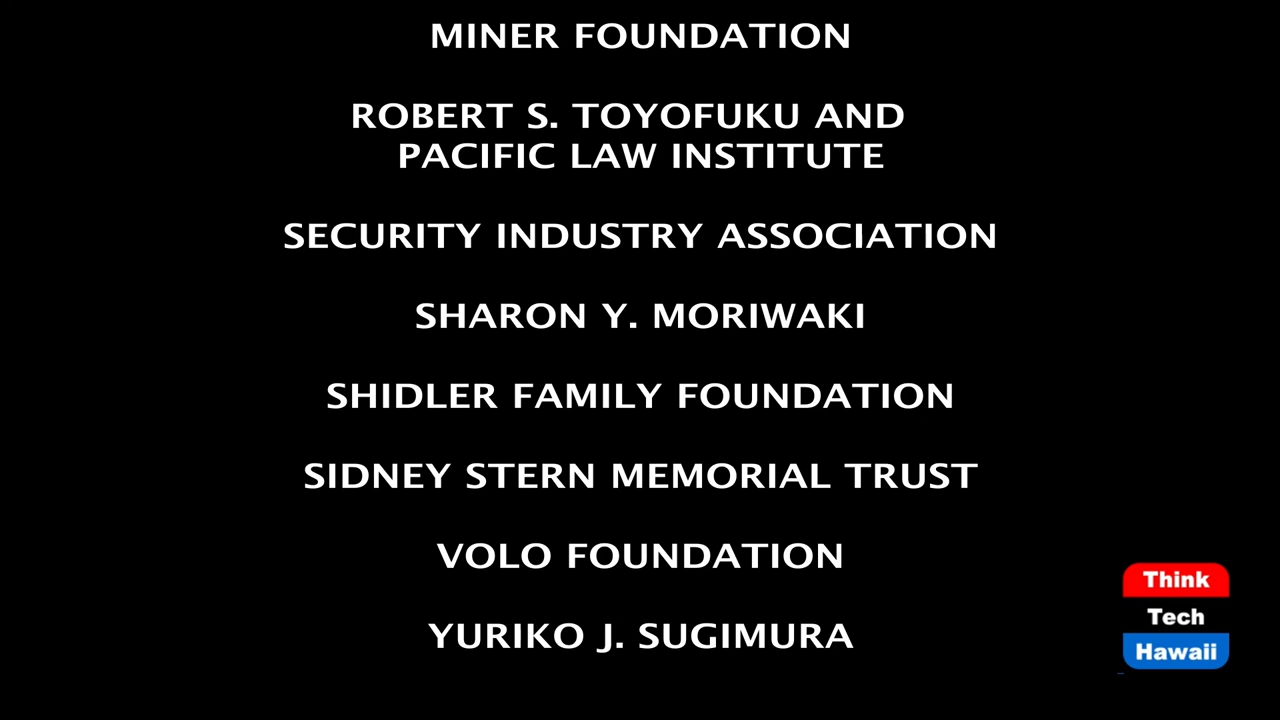 MINER FOUNDATION
ROBERT S. TOYOFUKU AND
PACIFIC LAW INSTITUTE
SECURITY INDUSTRY ASSOCIATION
SHARON Y. MORIWAKI
SHIDLER FAMILY FOUNDATION
SIDNEY STERN MEMORIAL TRUST
VOLO FOUNDATION
YURIKO J. SUGIMURA
Think
Tech
Hawaii